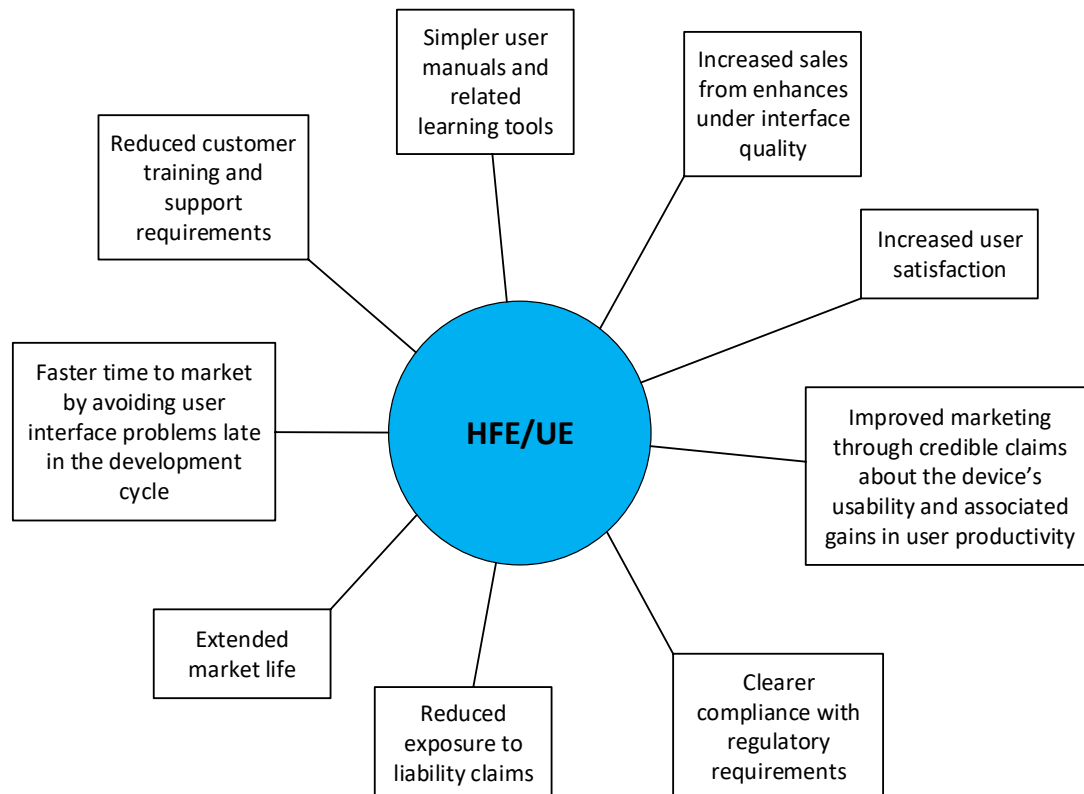 Simpler user
manuals and
related
learning tools
Increased sales
from enhances
under interface
quality
Reduced customer
training and
support
requirements
Increased user
satisfaction
Faster time to market
by avoiding user
interface problems late
in the development
cycle
HFE/UE
Improved marketing
through credible claims
about the device’s
usability and associated
gains in user productivity
Extended
market life
Reduced
exposure to
liability claims
Clearer
compliance with
regulatory
requirements